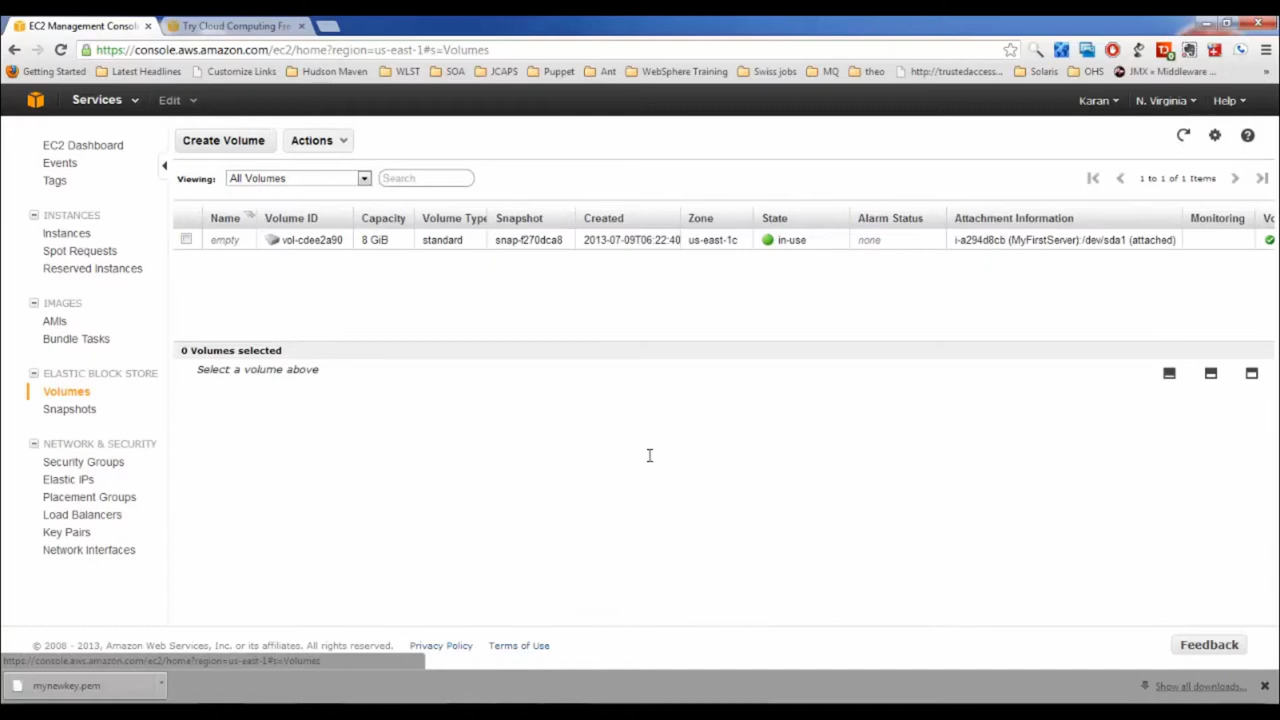 EC2 Management Consol
Try Cloud Computing Fre
https://console.aws.amazon.com/ec2/home?region=us-east-1#s=Volumes
Getting Started Latest Headlines Customize Links Hudson Maven WLST SOA JCAPS Puppet Ant WebSphere Training Swiss jobs MQ theo http://trustedaccess... Solaris OHS JMX « Middleware ...
Services Edit Karan N. Virginia Help
EC2 Dashboard
Events
Tags
INSTANCES
Instances
Spot Requests
Reserved Instances
IMAGES
AMIs
Bundle Tasks
ELASTIC BLOCK STORE
Volumes
Snapshots
NETWORK & SECURITY
Security Groups
Elastic IPs
Placement Groups
Load Balancers
Key Pairs
Network Interfaces
Create Volume Actions
Viewing: All Volumes Search 1 to 1 of 1 Items
Name Volume ID Capacity Volume Type Snapshot Created Zone State Alarm Status Attachment Information Monitoring Vo
empty vol-cdee2a90 8 GiB standard snap-f270dca8 2013-07-09T06:22:40 us-east-1c in-use none i-a294d8cb (MyFirstServer):/dev/sda1 (attached)
0 Volumes selected
Select a volume above
© 2008 - 2013, Amazon Web Services, Inc. or its affiliates. All rights reserved. Privacy Policy Terms of Use Feedback
https://console.aws.amazon.com/ec2/home?region=us-east-1#s=Volumes
mynewkey.pem Show all downloads...